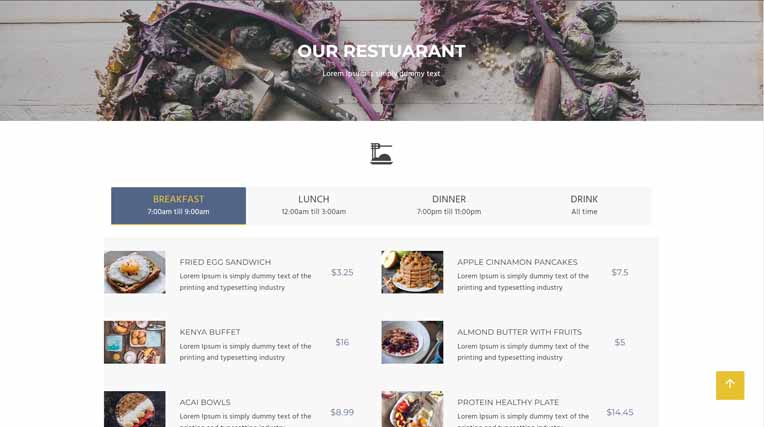 OUR RESTUARANT
Lorem Ipsum is simply dummy text
BREAKFAST
7:00am till 9:00am
LUNCH
12:00am till 3:00am
DINNER
7:00pm till 11:00pm
DRINK
All time
FRIED EGG SANDWICH
Lorem Ipsum is simply dummy text of the
printing and typesetting industry
$3.25
APPLE CINNAMON PANCAKES
Lorem Ipsum is simply dummy text of the
printing and typesetting industry
$7.5
KENYA BUFFET
Lorem Ipsum is simply dummy text of the
printing and typesetting industry
$16
ALMOND BUTTER WITH FRUITS
Lorem Ipsum is simply dummy text of the
printing and typesetting industry
$5
ACAI BOWLS
Lorem Ipsum is simply dummy text of the
$8.99
PROTEIN HEALTHY PLATE
Lorem Ipsum is simply dummy text of the
$14.45